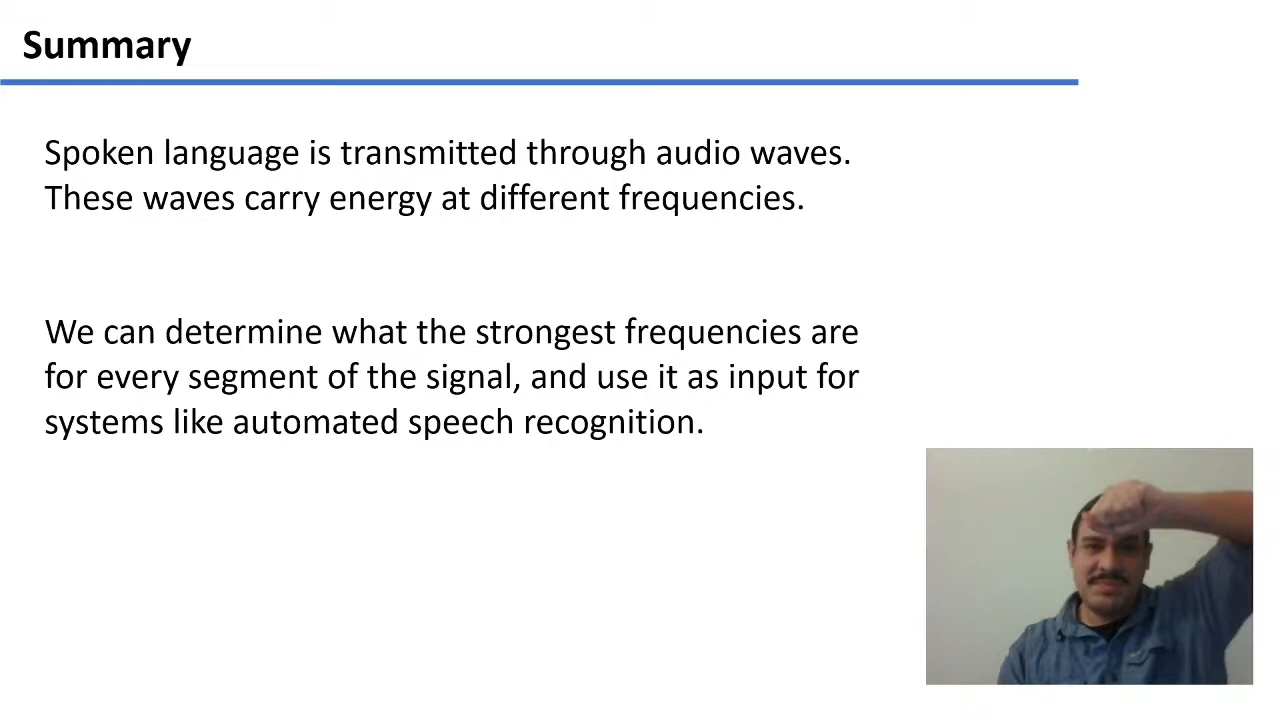 Summary
Spoken language is transmitted through audio waves.
These waves carry energy at different frequencies.
We can determine what the strongest frequencies are
for every segment of the signal, and use it as input for
systems like automated speech recognition.